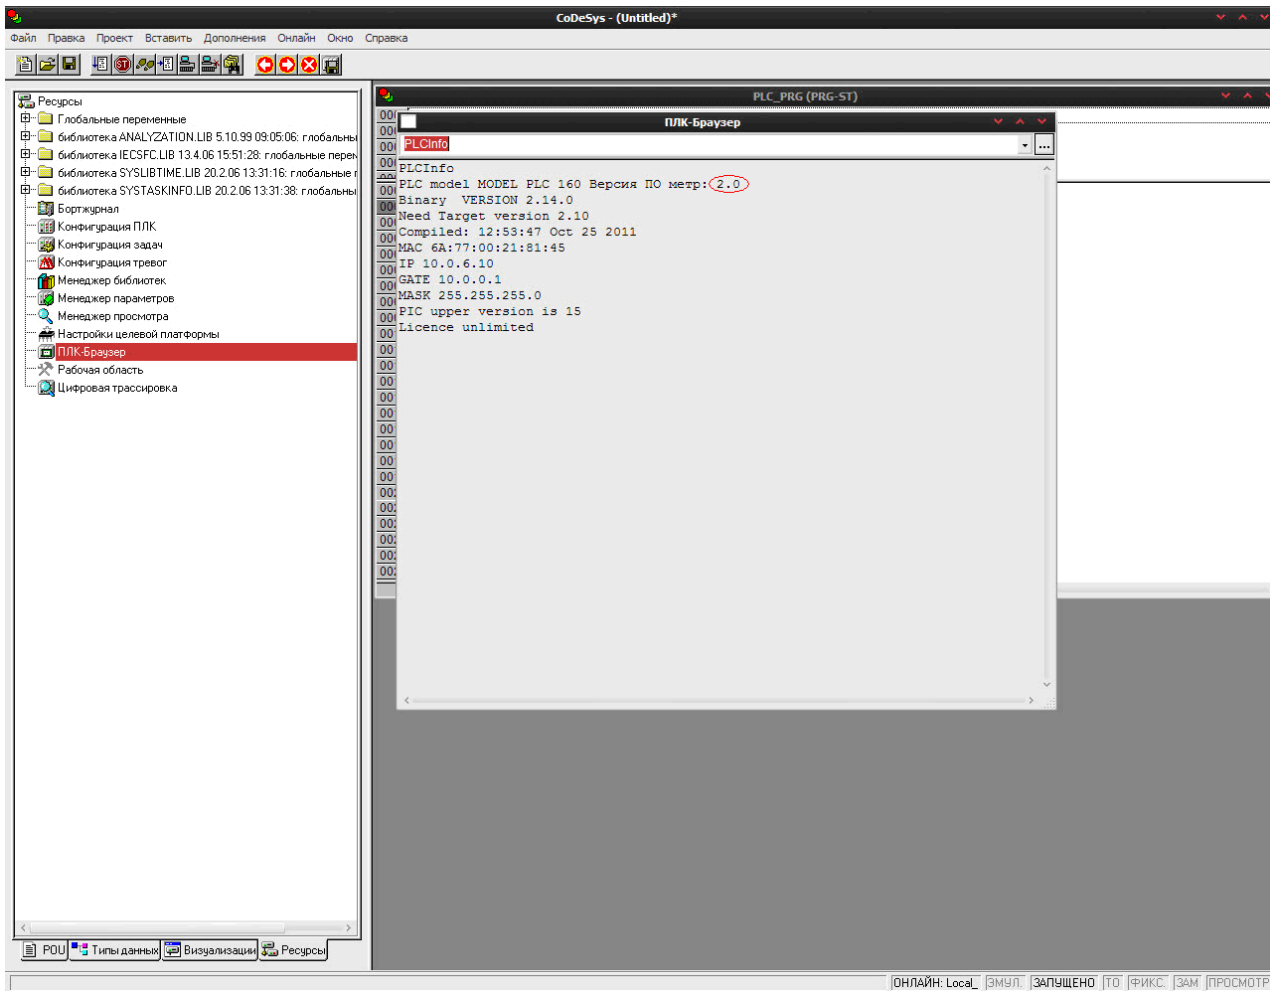 CoDeSys - (Untitled)*
Файл Правка Проект Вставить Дополнения Онлайн Окно Справка
Ресурсы
Глобальные переменные
библиотека ANALYZATION.LIB 5.10.99 09:05:06: глобальны
библиотека IECSFC.LIB 13.4.06 15:51:28: глобальные перем
библиотека SYSLIBTIME.LIB 20.2.06 13:31:16: глобальные г
библиотека SYSTASKINFO.LIB 20.2.06 13:31:38: глобальны
Бортжурнал
Конфигурация ПЛК
Конфигурация задач
Конфигурация тревог
Менеджер библиотек
Менеджер параметров
Менеджер просмотра
Настройки целевой платформы
ПЛК-Браузер
Рабочая область
Цифровая трассировка
POU Типы данных Визуализации Ресурсы
PLC_PRG (PRG-ST)
ПЛК-Браузер
PLCInfo
...
PLCInfo
PLC model MODEL PLC 160 Версия ПО метр: 2.0
Binary VERSION 2.14.0
Need Target version 2.10
Compiled: 12:53:47 Oct 25 2011
MAC 6A:77:00:21:81:45
IP 10.0.6.10
GATE 10.0.0.1
MASK 255.255.255.0
PIC upper version is 15
Licence unlimited
ОНЛАЙН: Local_ ЭМУЛ. ЗАПУЩЕНО ТО ФИКС. ЗАМ ПРОСМОТР